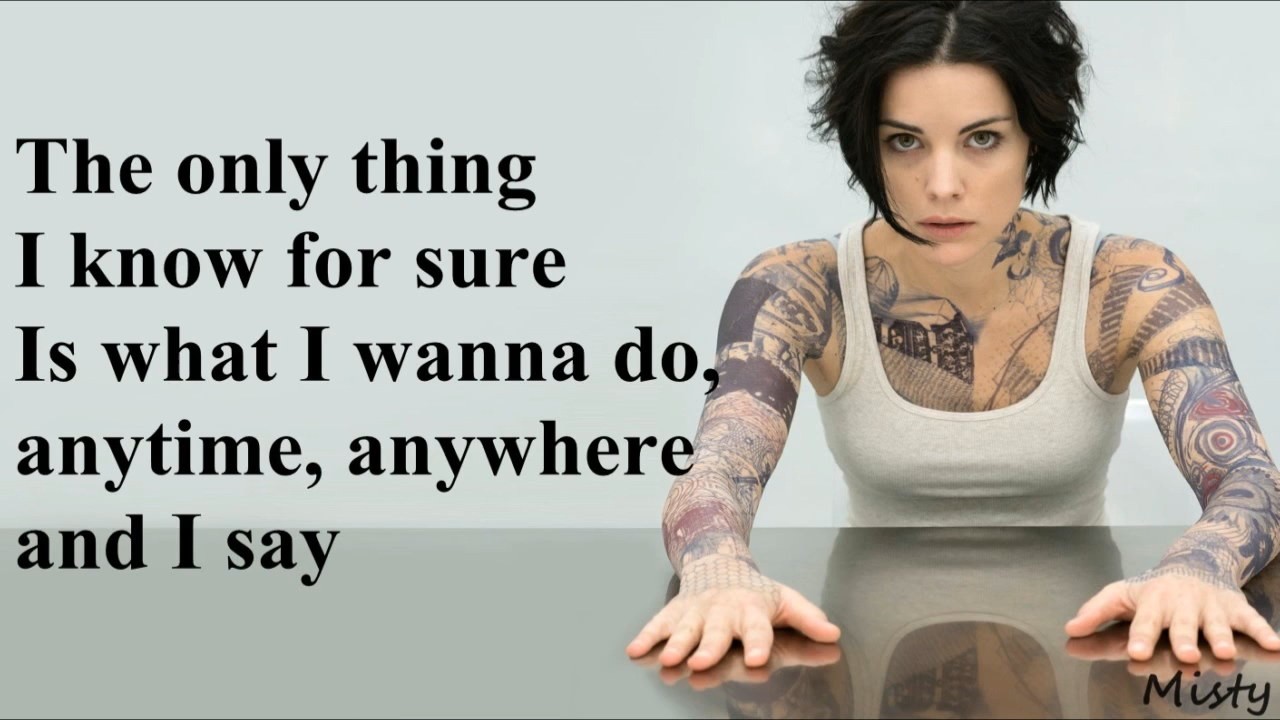 The only thing
I know for sure
Is what I wanna do,
anytime, anywhere
and I say
Misty